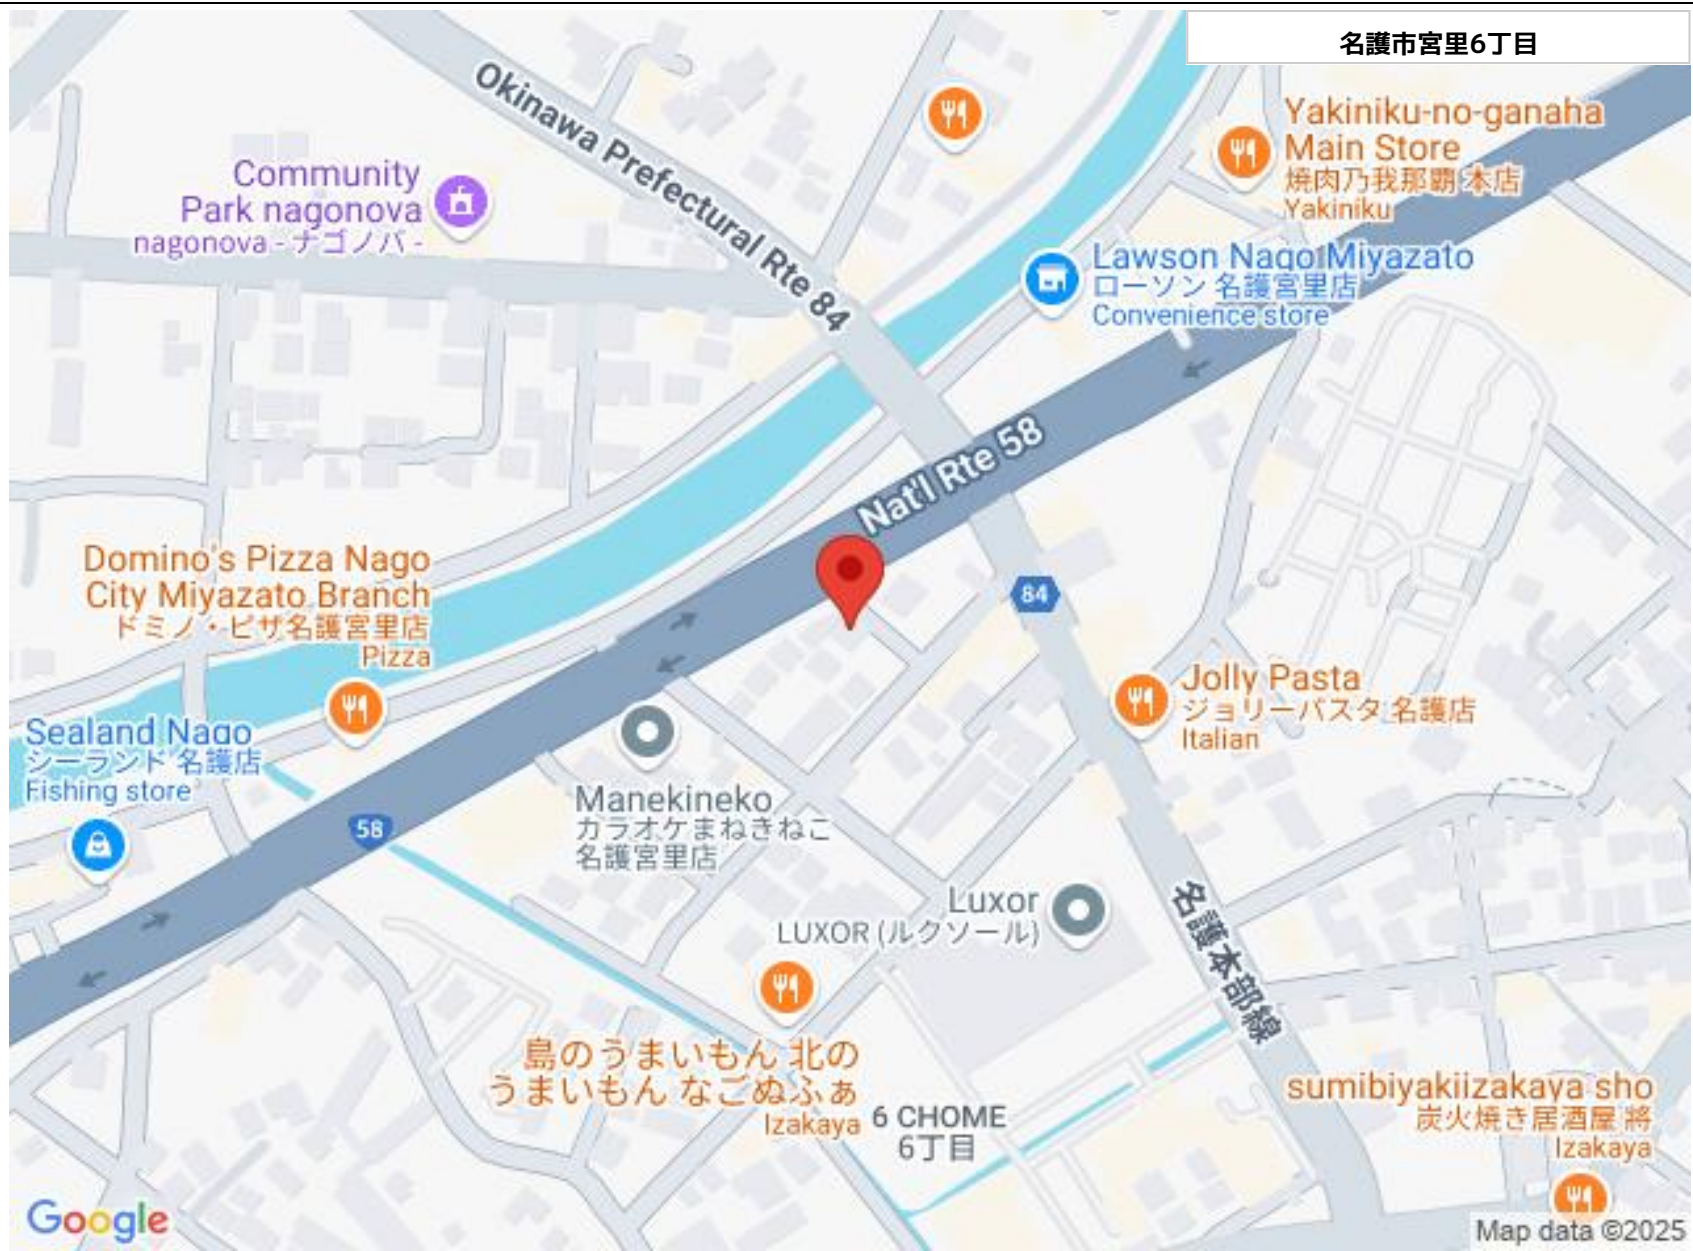 名護市宮里6丁目
Okinawa Prefectural Rte 84
Yakiniku-no-ganaha
Main Store
焼肉乃我那覇 本店
Yakiniku
Community
Park nagonova
nagonova - ナゴノバ -
Lawson Nago Miyazato
ローソン 名護宮里店
Convenience store
Nat'l Rte 58
Domino's Pizza Nago
City Miyazato Branch
ドミノ・ピザ名護宮里店
Pizza
84
Jolly Pasta
ジョリーパスタ 名護店
Italian
Sealand Nago
シーランド 名護店
Fishing store
58
Manekineko
カラオケまねきねこ
名護宮里店
Luxor
LUXOR (ルクソール)
名護本部線
島のうまいもん 北の
うまいもん なごぬふぁ
Izakaya
6 CHOME
6丁目
sumibiyakiizakaya sho
炭火焼き居酒屋 將
Izakaya
Google
Map data ©2025